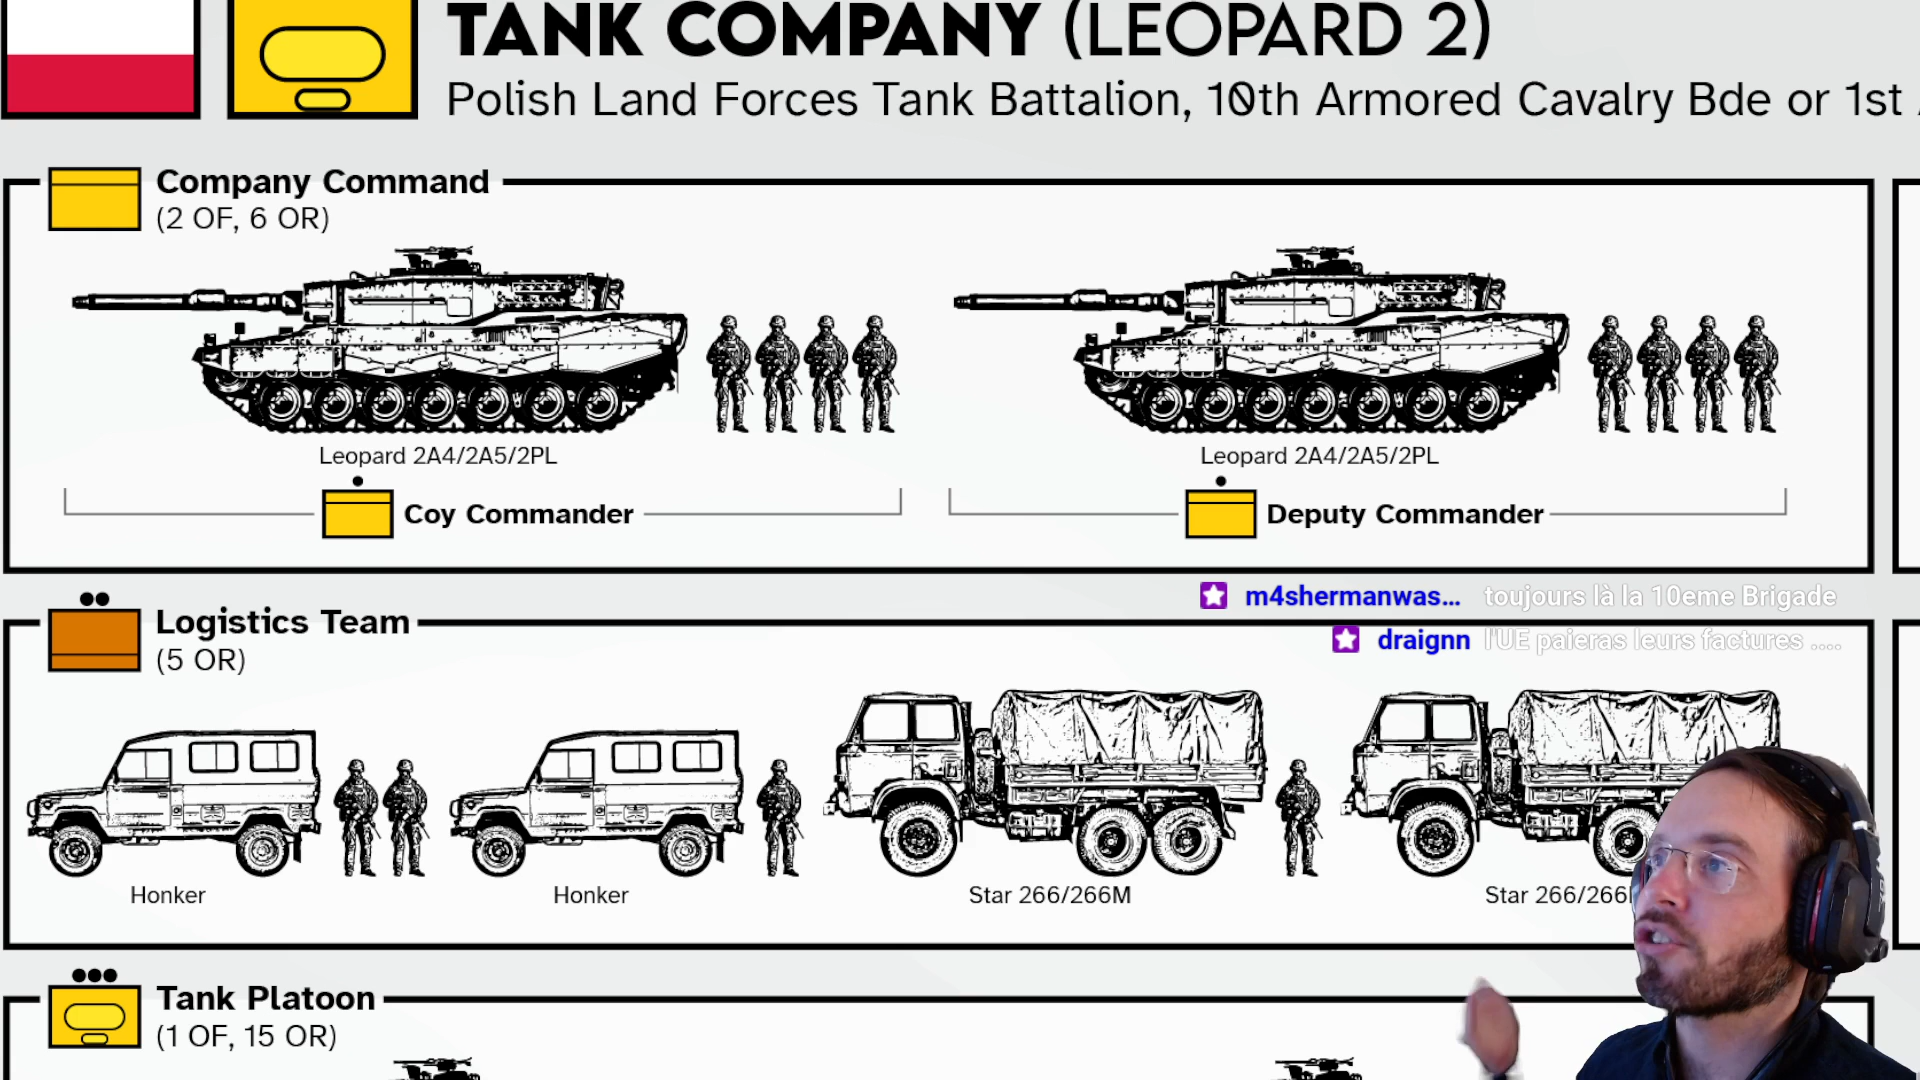 TANK COMPANY (LEOPARD 2)
Polish Land Forces Tank Battalion, 10th Armored Cavalry Bde or 1st
Company Command
(2 OF, 6 OR)
Leopard 2A4/2A5/2PL
Leopard 2A4/2A5/2PL
Coy Commander
Deputy Commander
m4shermanwas... toujours là la 10eme Brigade
draignn l'UE paieras leurs factures ....
Logistics Team
(5 OR)
Honker
Honker
Star 266/266M
Star 266/266
Tank Platoon
(1 OF, 15 OR)